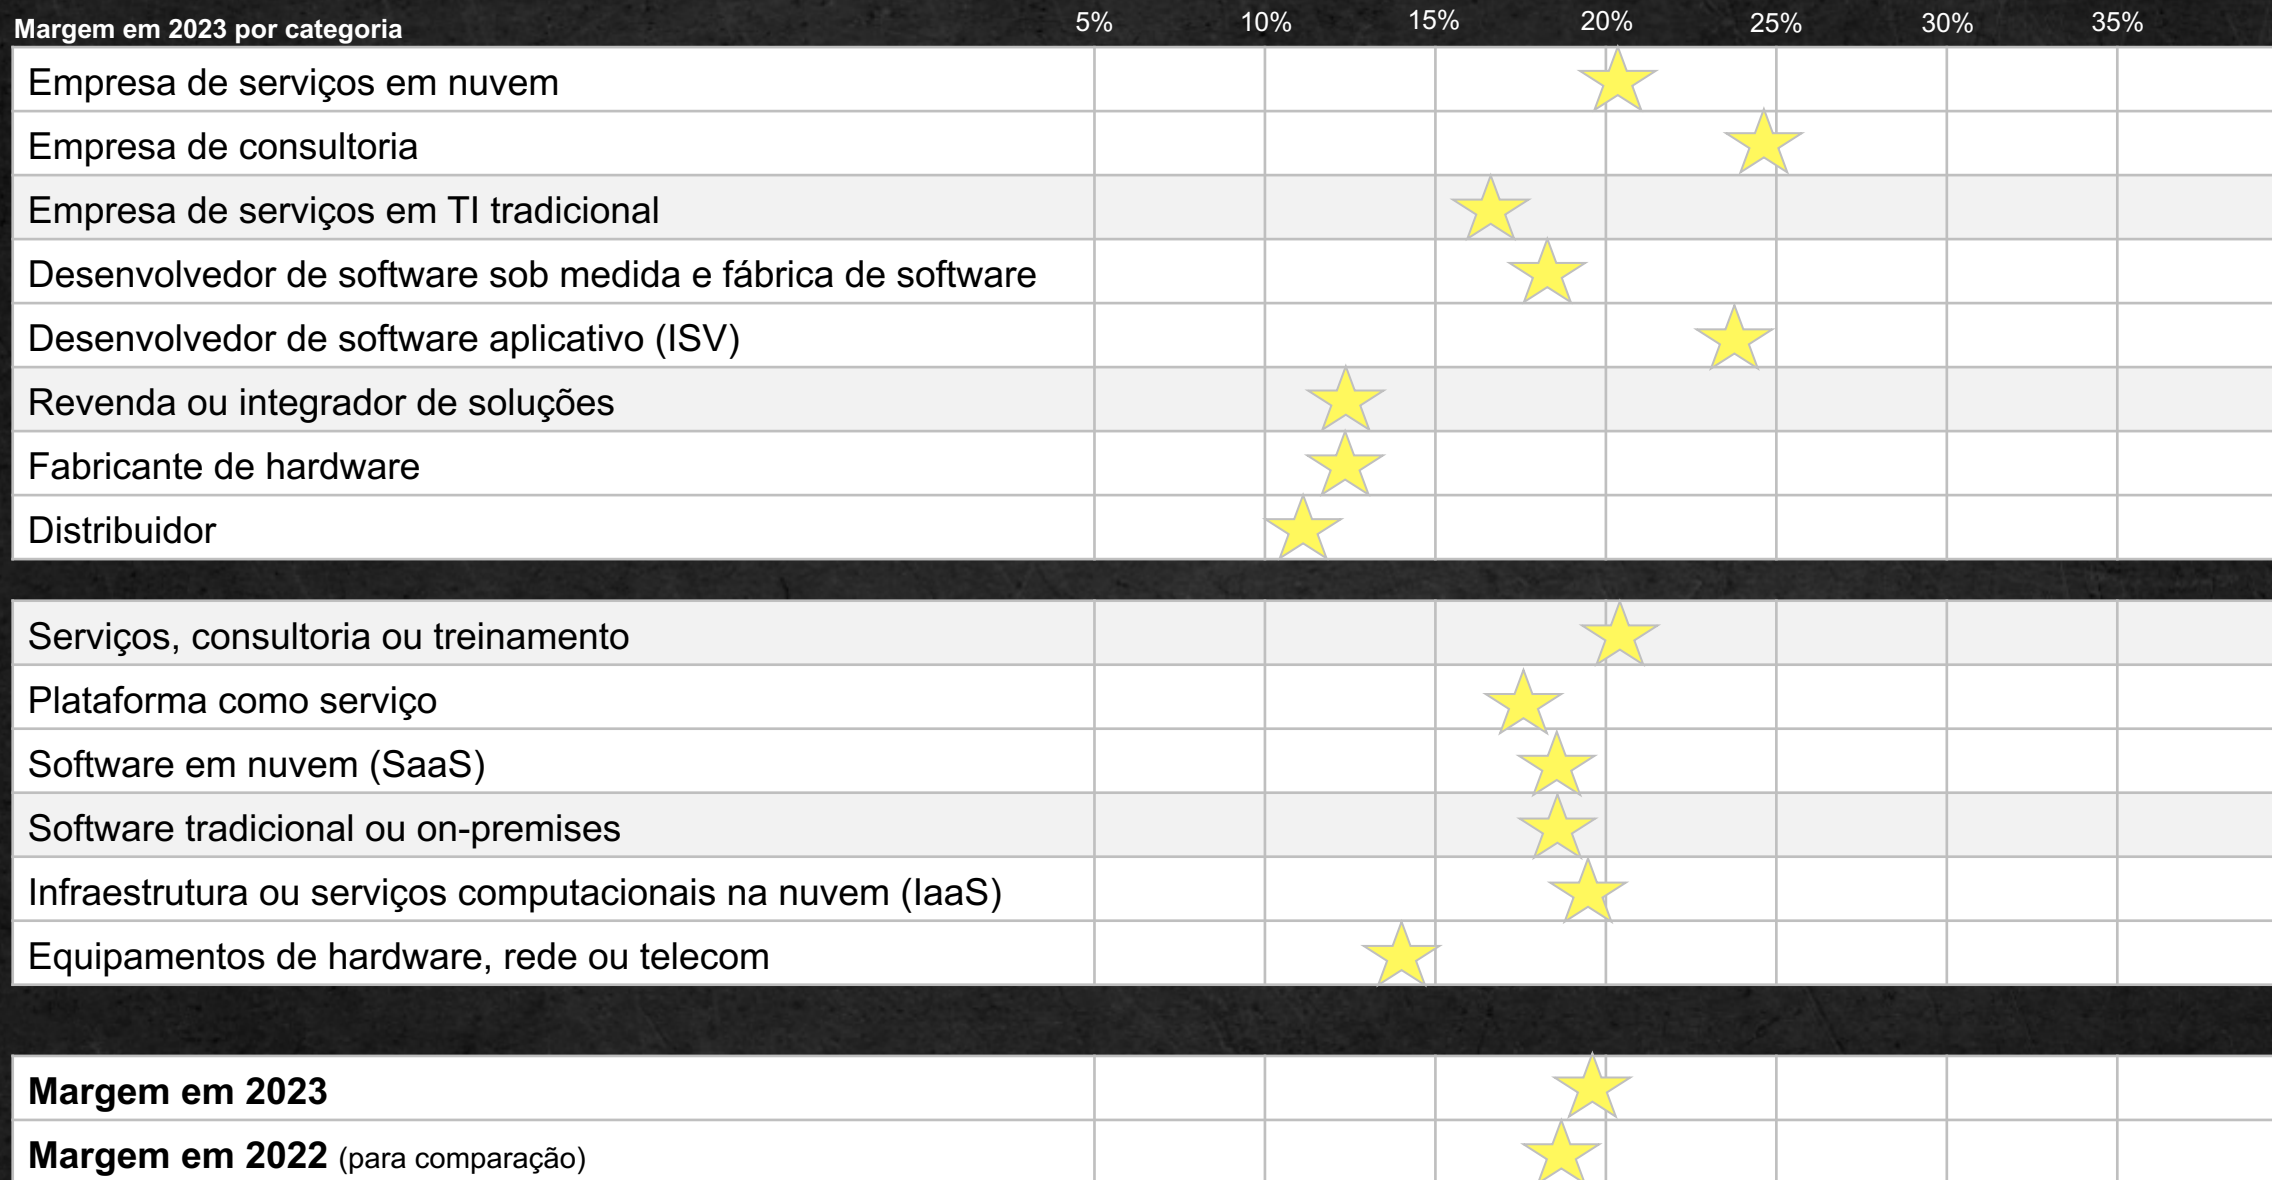 Margem em 2023 por categoria 5% 10% 15% 20% 25% 30% 35%
Empresa de serviços em nuvem
Empresa de consultoria
Empresa de serviços em TI tradicional
Desenvolvedor de software sob medida e fábrica de software
Desenvolvedor de software aplicativo (ISV)
Revenda ou integrador de soluções
Fabricante de hardware
Distribuidor
Serviços, consultoria ou treinamento
Plataforma como serviço
Software em nuvem (SaaS)
Software tradicional ou on-premises
Infraestrutura ou serviços computacionais na nuvem (IaaS)
Equipamentos de hardware, rede ou telecom
Margem em 2023
Margem em 2022 (para comparação)